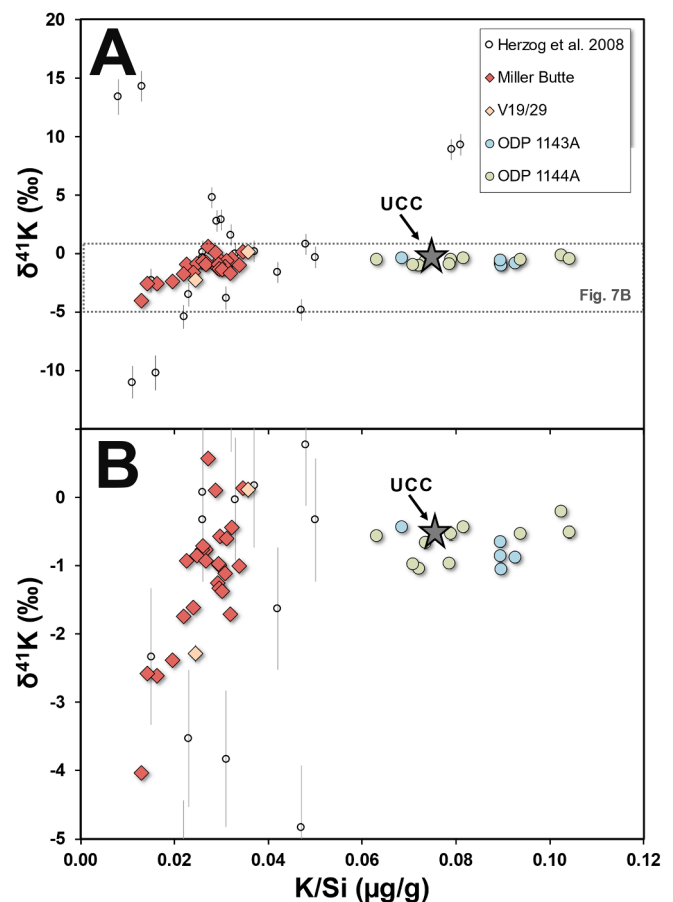 A
20
15
10
5
0
-5
-10
δ⁴¹K (‰)
Herzog et al. 2008
Miller Butte
V19/29
ODP 1143A
ODP 1144A
UCC
Fig. 7B
B
0
-1
-2
-3
-4
-5
δ⁴¹K (‰)
UCC
0.00 0.02 0.04 0.06 0.08 0.10 0.12
K/Si (μg/g)